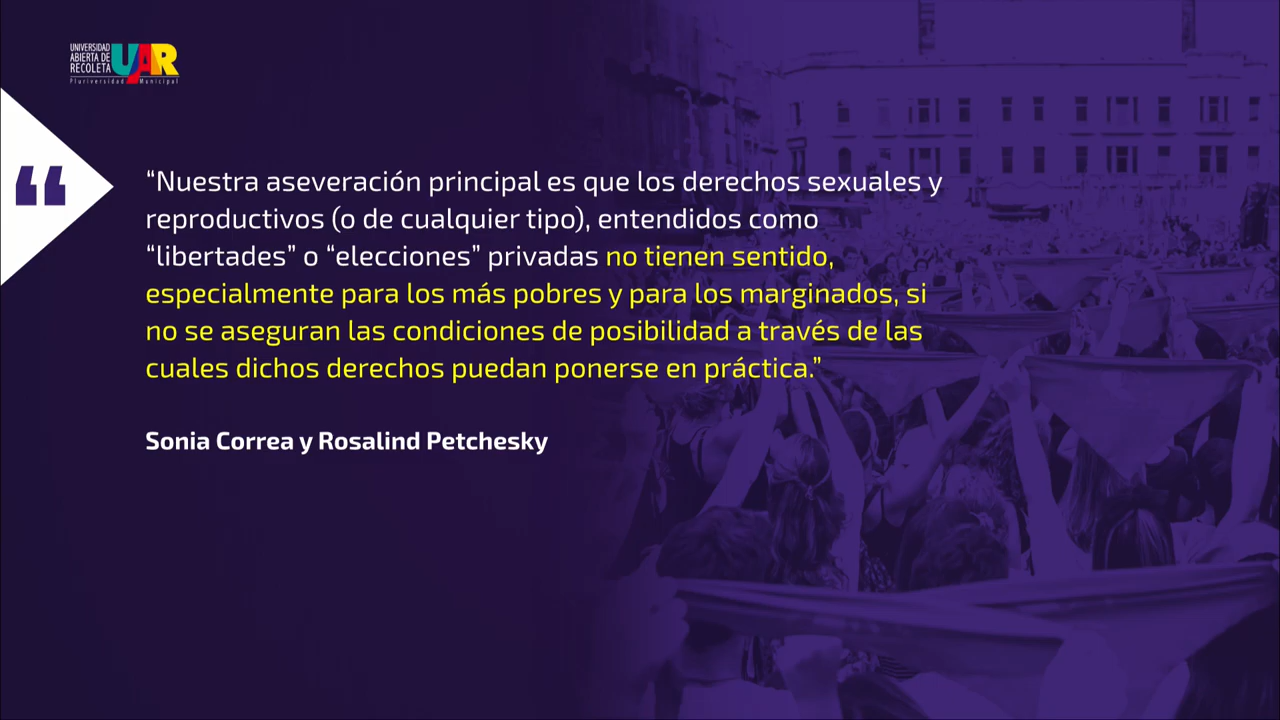 UNIVERSIDAD
ABIERTA DE
RECOLETA
UAR
Pluriversidad Municipal
“Nuestra aseveración principal es que los derechos sexuales y
reproductivos (o de cualquier tipo), entendidos como
“libertades” o “elecciones” privadas no tienen sentido,
especialmente para los más pobres y para los marginados, si
no se aseguran las condiciones de posibilidad a través de las
cuales dichos derechos puedan ponerse en práctica.”
Sonia Correa y Rosalind Petchesky